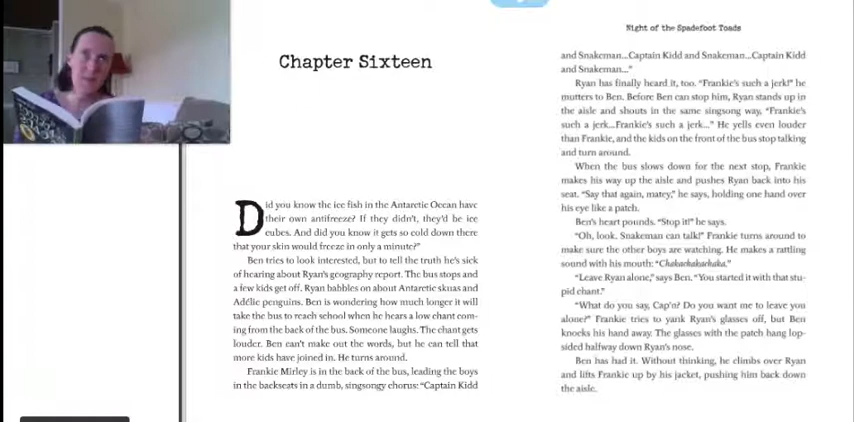 Chapter Sixteen
Did you know the ice fish in the Antarctic Ocean have
their own antifreeze? If they didn't, they'd be ice
cubes. And did you know it gets so cold down there
that your skin would freeze in only a minute?"
Ben tries to look interested, but to tell the truth he's sick
of hearing about Ryan's geography report. The bus stops and
a few kids get off. Ryan babbles on about Antarctic skuas and
Adélie penguins. Ben is wondering how much longer it will
take the bus to reach school when he hears a low chant com-
ing from the back of the bus. Someone laughs. The chant gets
louder. Ben can't make out the words, but he can tell that
more kids have joined in. He turns around.
Frankie Mirley is in the back of the bus, leading the boys
in the backseats in a dumb, singsongy chorus: "Captain Kidd
Night of the Spadefoot Toads
and Snakeman...Captain Kidd and Snakeman...Captain Kidd
and Snakeman..."
Ryan has finally heard it, too. "Frankie's such a jerk!" he
mutters to Ben. Before Ben can stop him, Ryan stands up in
the aisle and shouts in the same singsong way, "Frankie's
such a jerk...Frankie's such a jerk..." He yells even louder
than Frankie, and the kids on the front of the bus stop talking
and turn around.
When the bus slows down for the next stop, Frankie
makes his way up the aisle and pushes Ryan back into his
seat. "Say that again, matey," he says, holding one hand over
his eye like a patch.
Ben's heart pounds. "Stop it!" he says.
"Oh, look. Snakeman can talk!" Frankie turns around to
make sure the other boys are watching. He makes a rattling
sound with his mouth: "Chakachakachaka."
"Leave Ryan alone," says Ben. "You started it with that stu-
pid chant."
"What do you say, Cap'n? Do you want me to leave you
alone?" Frankie tries to yank Ryan's glasses off, but Ben
knocks his hand away. The glasses with the patch hang lop-
sided halfway down Ryan's nose.
Ben has had it. Without thinking, he climbs over Ryan
and lifts Frankie up by his jacket, pushing him back down
the aisle.